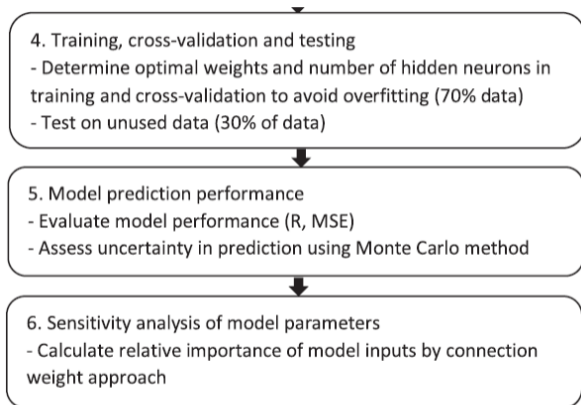 4. Training, cross-validation and testing
- Determine optimal weights and number of hidden neurons in
training and cross-validation to avoid overfitting (70% data)
- Test on unused data (30% of data)
5. Model prediction performance
- Evaluate model performance (R, MSE)
- Assess uncertainty in prediction using Monte Carlo method
6. Sensitivity analysis of model parameters
- Calculate relative importance of model inputs by connection
weight approach